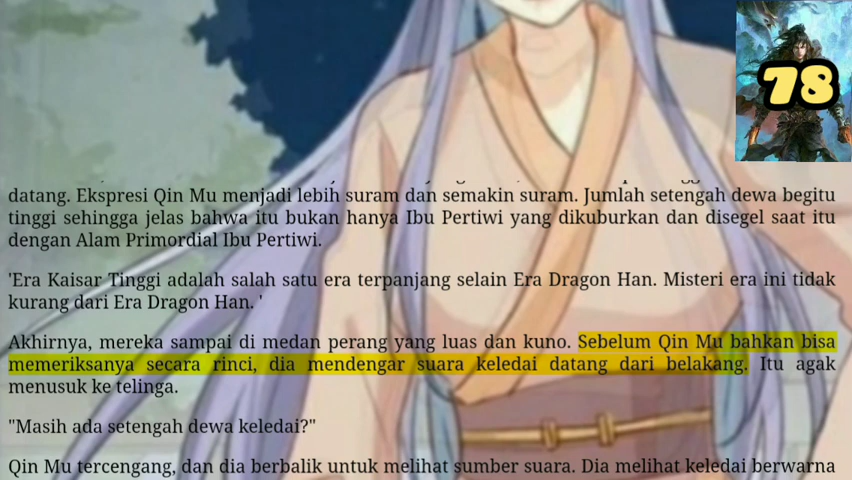 78
datang. Ekspresi Qin Mu menjadi lebih suram dan semakin suram. Jumlah setengah dewa begitu
tinggi sehingga jelas bahwa itu bukan hanya Ibu Pertiwi yang dikuburkan dan disegel saat itu
dengan Alam Primordial Ibu Pertiwi.
'Era Kaisar Tinggi adalah salah satu era terpanjang selain Era Dragon Han. Misteri era ini tidak
kurang dari Era Dragon Han. '
Akhirnya, mereka sampai di medan perang yang luas dan kuno. Sebelum Qin Mu bahkan bisa
memeriksanya secara rinci, dia mendengar suara keledai datang dari belakang. Itu agak
menusuk ke telinga.
"Masih ada setengah dewa keledai?"
Qin Mu tercengang, dan dia berbalik untuk melihat sumber suara. Dia melihat keledai berwarna